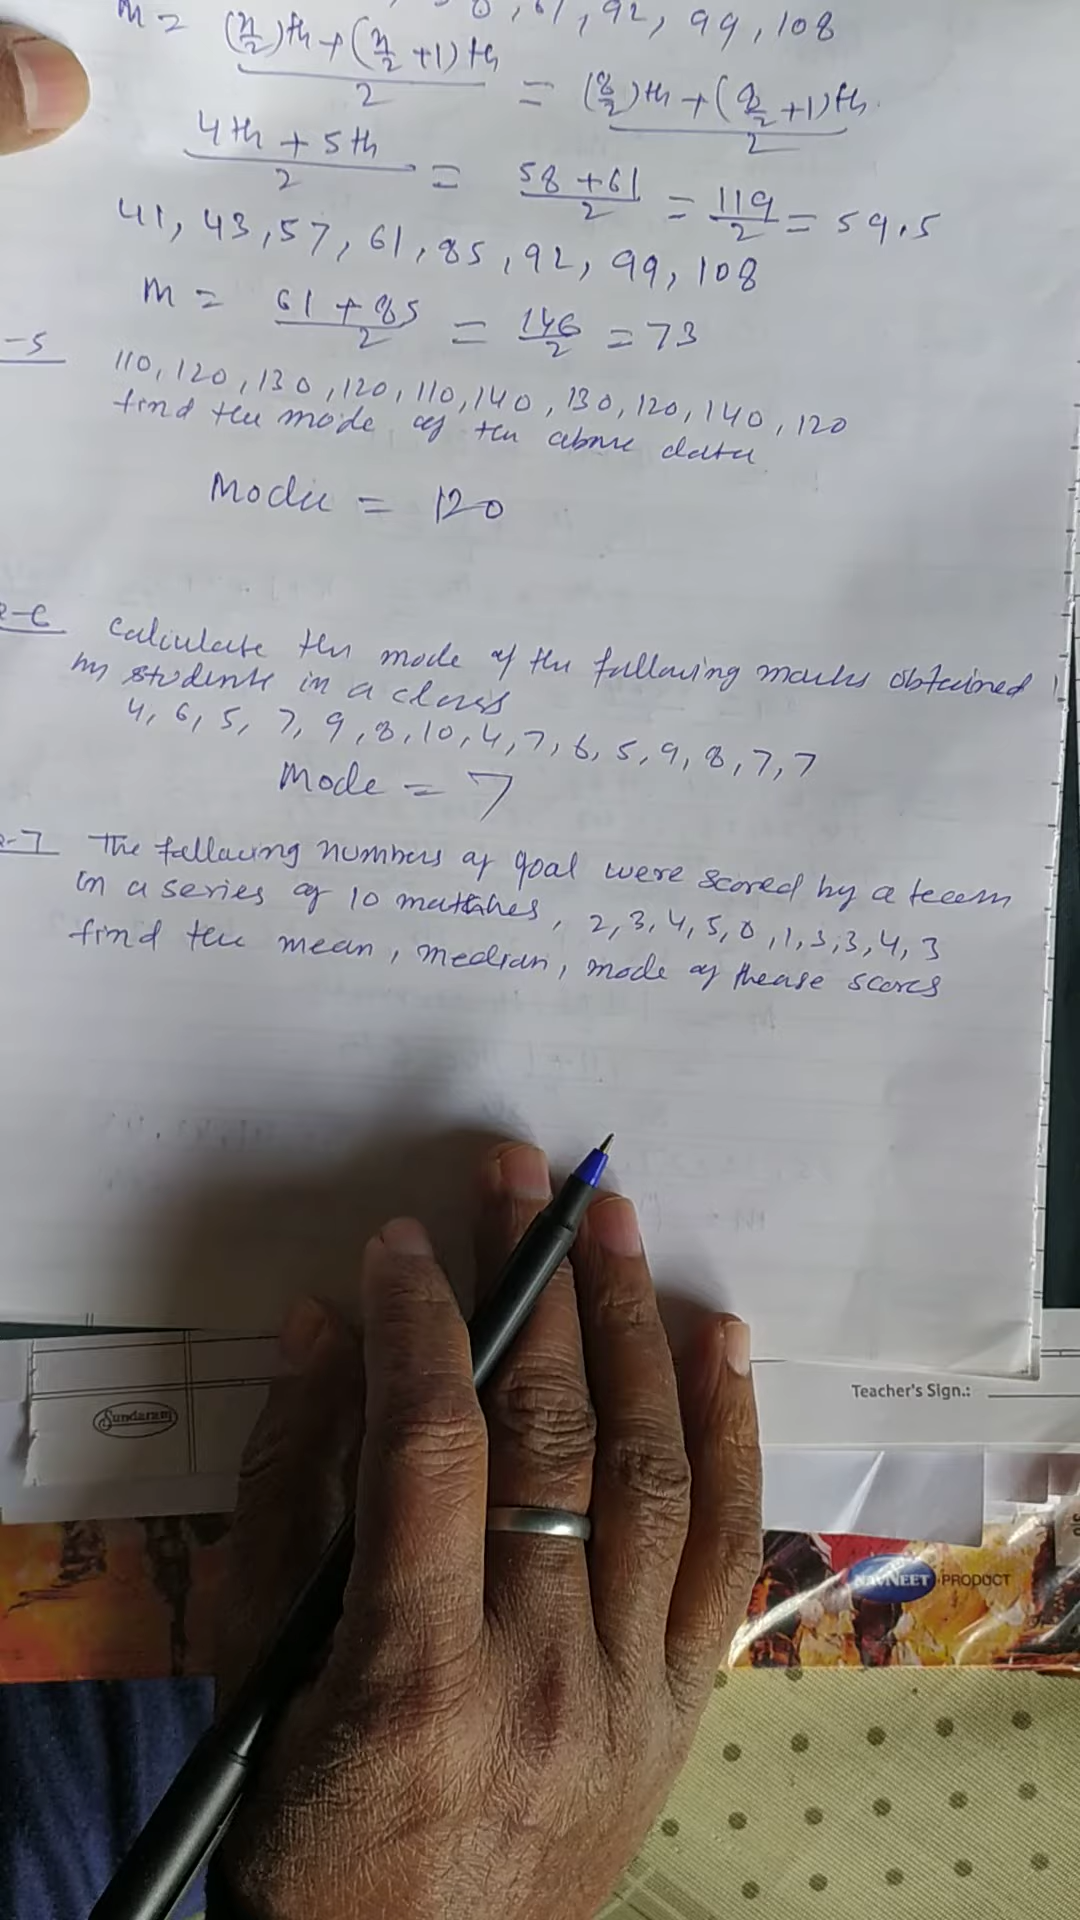 M = (n/2)th + (n/2 + 1)th / 2 = (8/2)th + (8/2 + 1)th / 2
61, 92, 99, 108
4th + 5th / 2 = 58 + 61 / 2 = 119/2 = 59.5
41, 43, 57, 61, 85, 92, 99, 108
M = 61 + 85 / 2 = 146/2 = 73
-5 110, 120, 130, 120, 110, 140, 130, 120, 140, 120
find the mode of the above data
Mode = 120
-6 Calculate the mode of the following marks obtained
by students in a class
4, 6, 5, 7, 9, 8, 10, 4, 7, 6, 5, 9, 8, 7, 7
Mode = 7
-7 The following numbers of goal were scored by a team
in a series of 10 matches, 2, 3, 4, 5, 0, 1, 3, 3, 4, 3
find the mean, median, mode of these scores
Sundaram
Teacher's Sign.:
NAVNEET PRODUCT